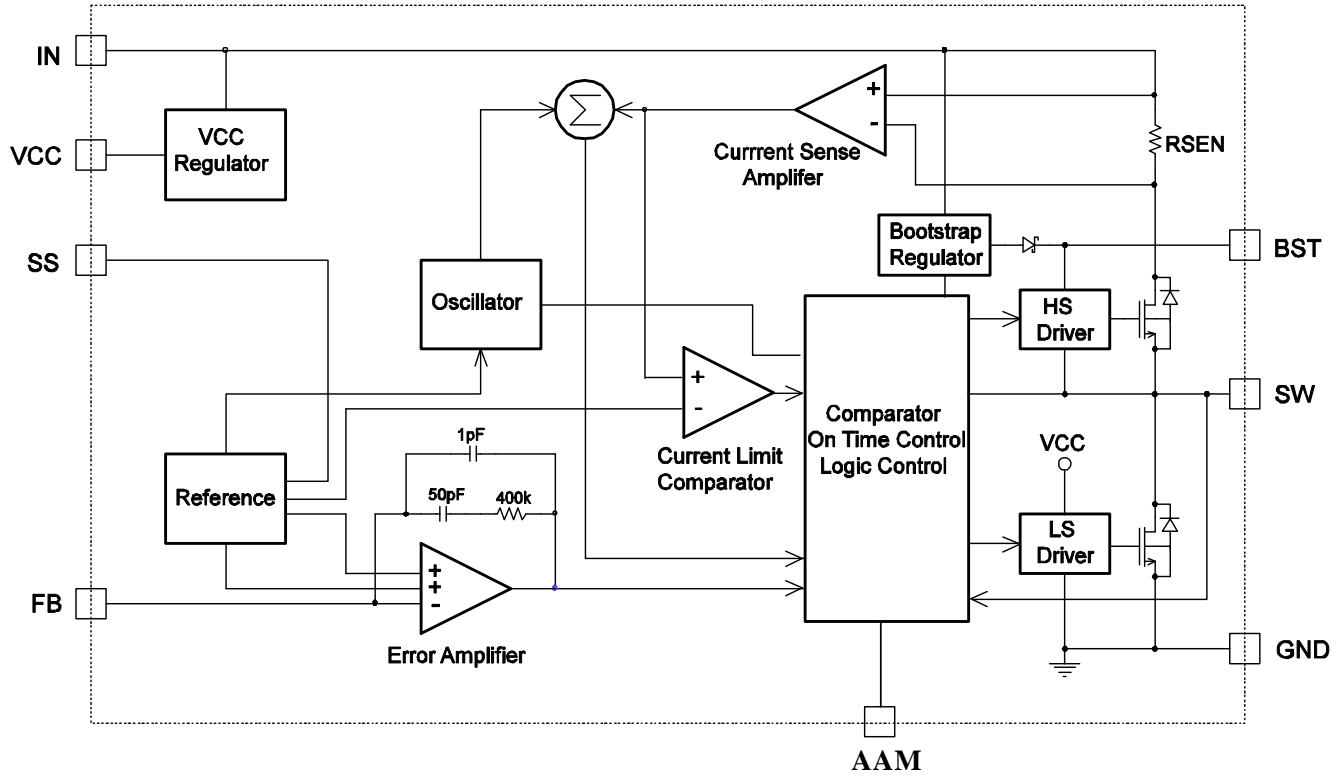 IN
VCC
SS
FB
VCC
Regulator
Σ
+
-
Currrent Sense
Amplifer
RSEN
Bootstrap
Regulator
BST
Oscillator
HS
Driver
+
-
Current Limit
Comparator
Comparator
On Time Control
Logic Control
SW
VCC
1pF
50pF
400k
Reference
LS
Driver
+
+
-
Error Amplifier
GND
AAM